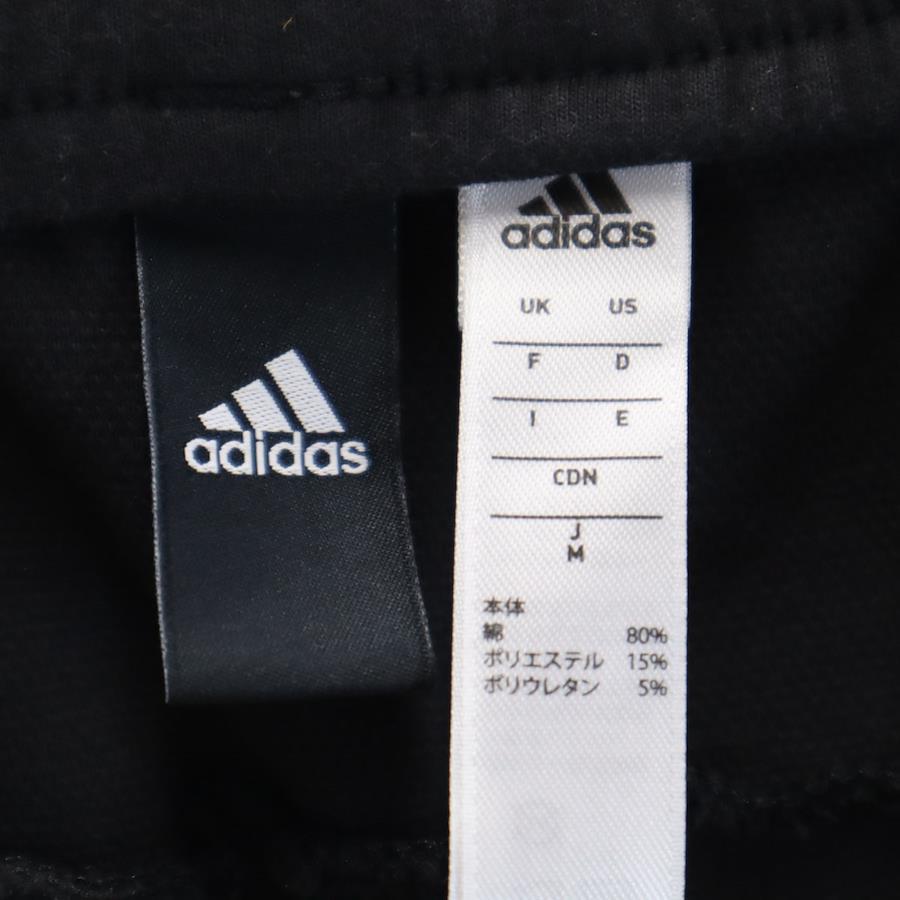 adidas
adidas
UK US
F D
I E
CDN
J
M
本体
綿 80%
ポリエステル 15%
ポリウレタン 5%